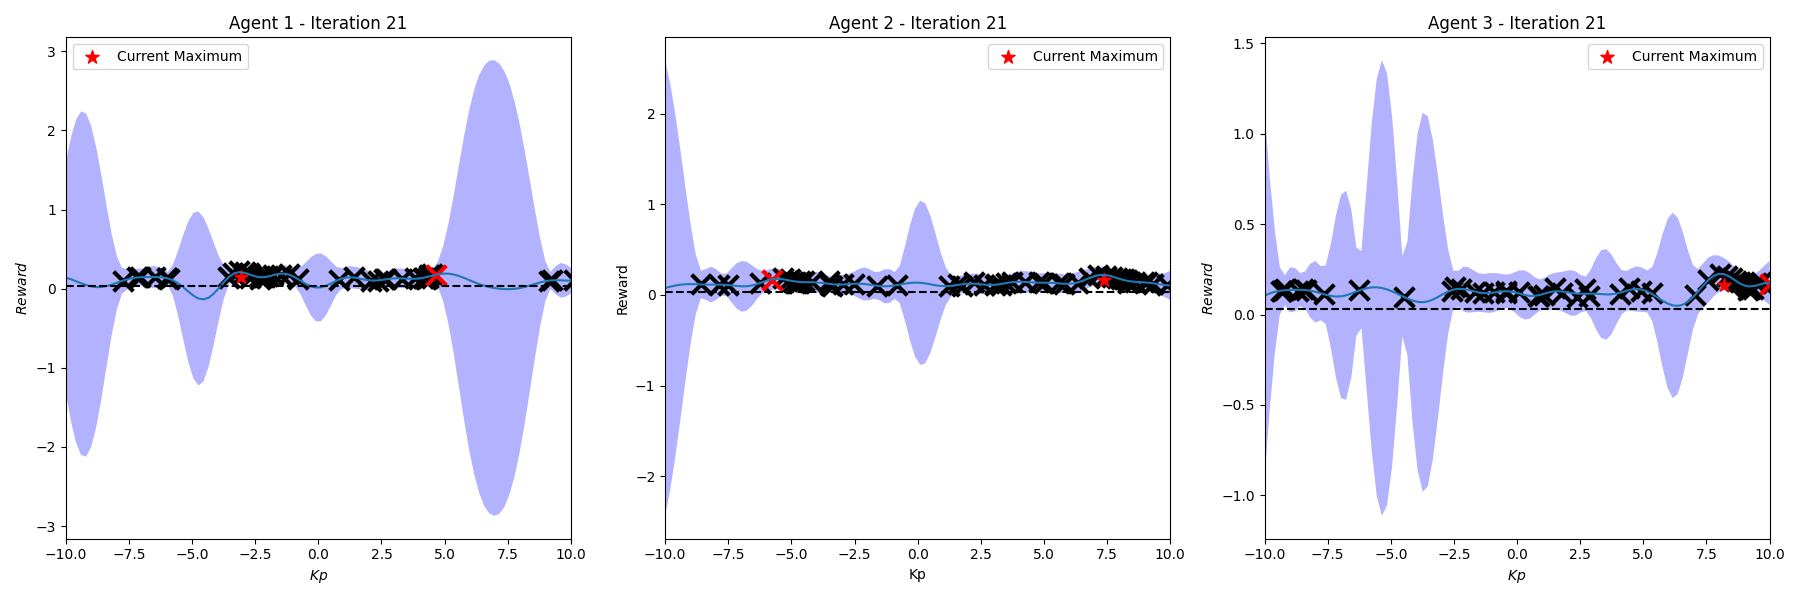 Agent 1 - Iteration 21
Current Maximum
Reward
3
2
1
0
−1
−2
−3
−10.0 −7.5 −5.0 −2.5 0.0 2.5 5.0 7.5 10.0
Kp
Agent 2 - Iteration 21
Current Maximum
Reward
2
1
0
−1
−2
−10.0 −7.5 −5.0 −2.5 0.0 2.5 5.0 7.5 10.0
Kp
Agent 3 - Iteration 21
Current Maximum
Reward
1.5
1.0
0.5
0.0
−0.5
−1.0
−10.0 −7.5 −5.0 −2.5 0.0 2.5 5.0 7.5 10.0
Kp